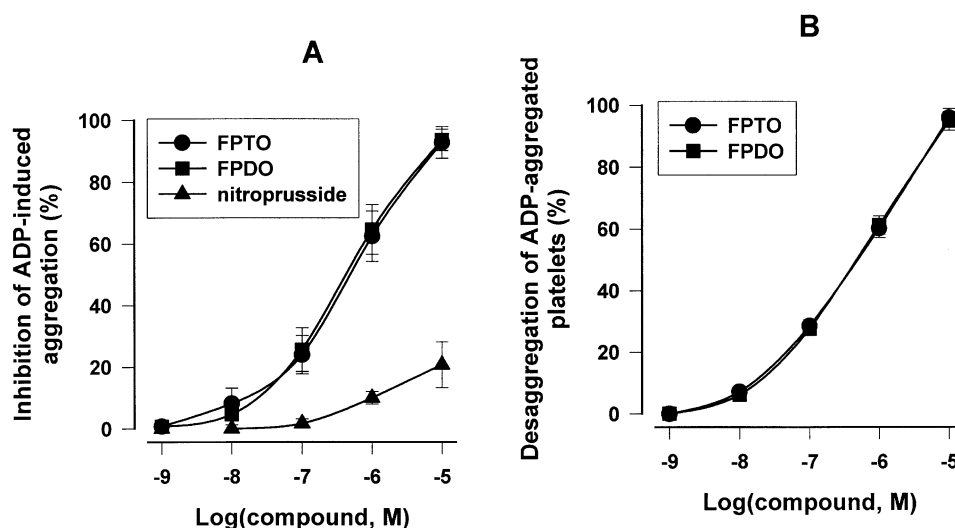 A
Inhibition of ADP-induced
aggregation (%)
100
80
60
40
20
0
FPTO
FPDO
nitroprusside
-9
-8
-7
-6
-5
Log(compound, M)
B
Desaggregation of ADP-aggregated
platelets (%)
100
80
60
40
20
0
FPTO
FPDO
-9
-8
-7
-6
-5
Log(compound, M)